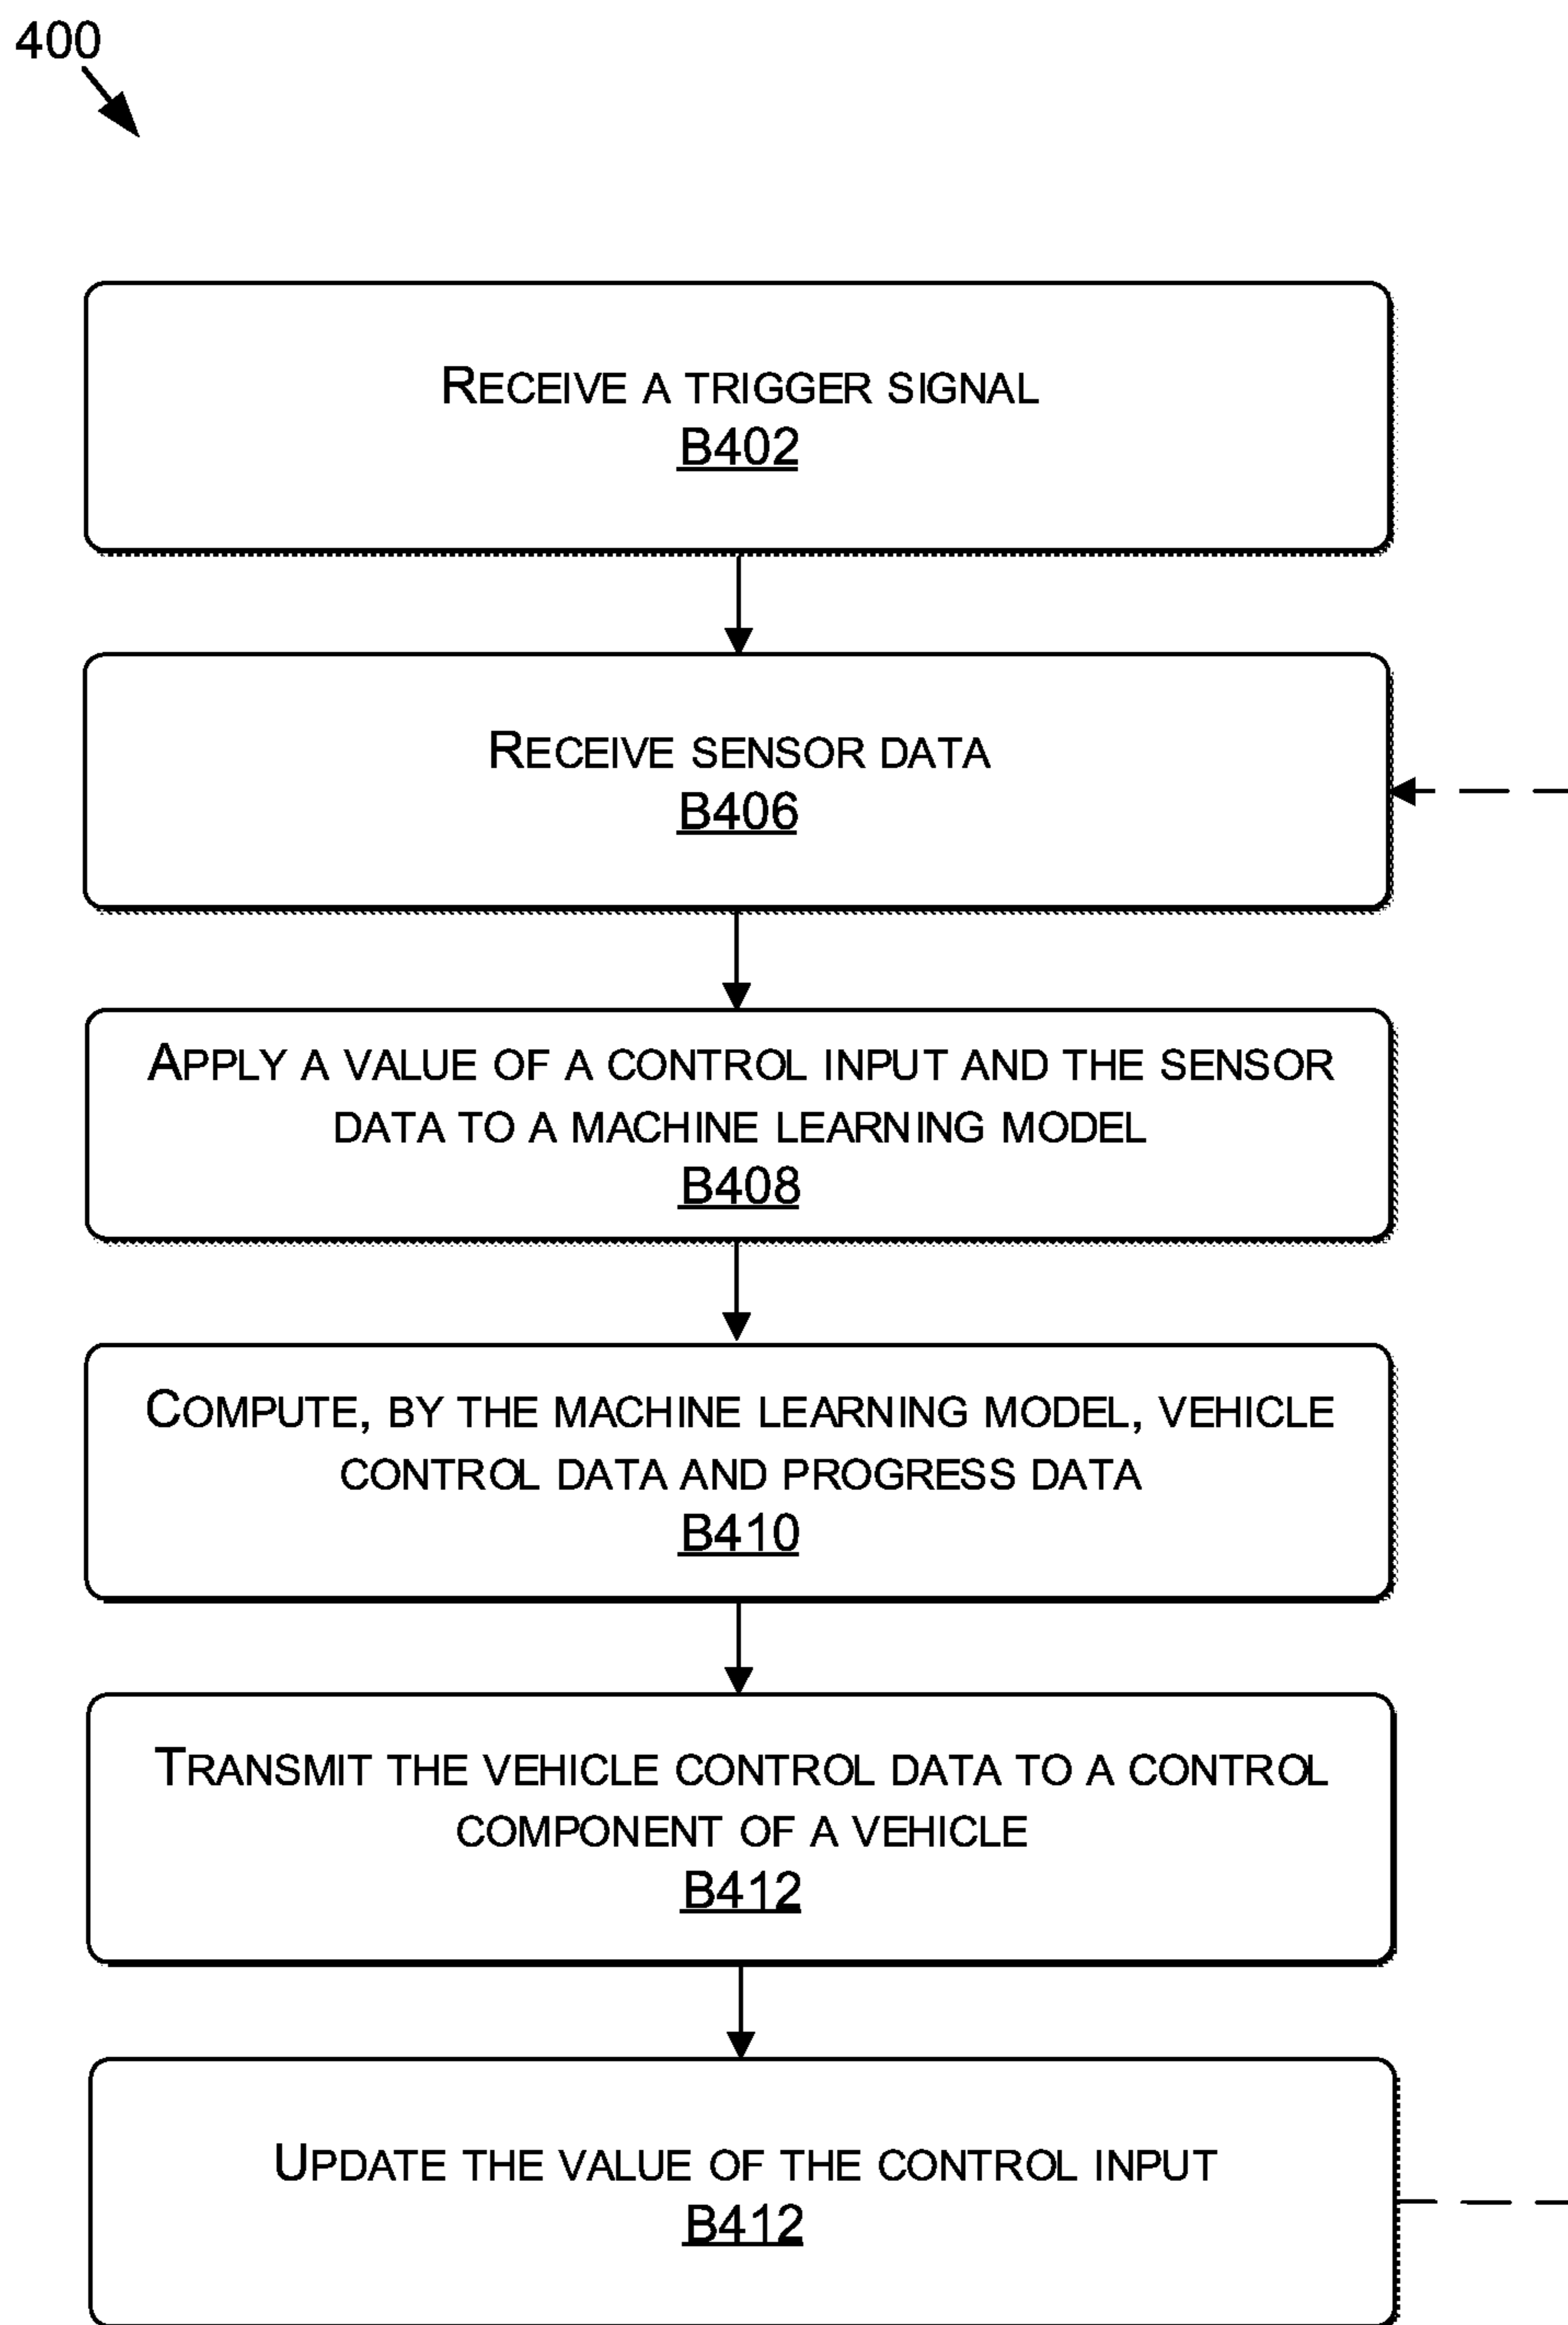 400
RECEIVE A TRIGGER SIGNAL
B402
RECEIVE SENSOR DATA
B406
APPLY A VALUE OF A CONTROL INPUT AND THE SENSOR
DATA TO A MACHINE LEARNING MODEL
B408
COMPUTE, BY THE MACHINE LEARNING MODEL, VEHICLE
CONTROL DATA AND PROGRESS DATA
B410
TRANSMIT THE VEHICLE CONTROL DATA TO A CONTROL
COMPONENT OF A VEHICLE
B412
UPDATE THE VALUE OF THE CONTROL INPUT
B412